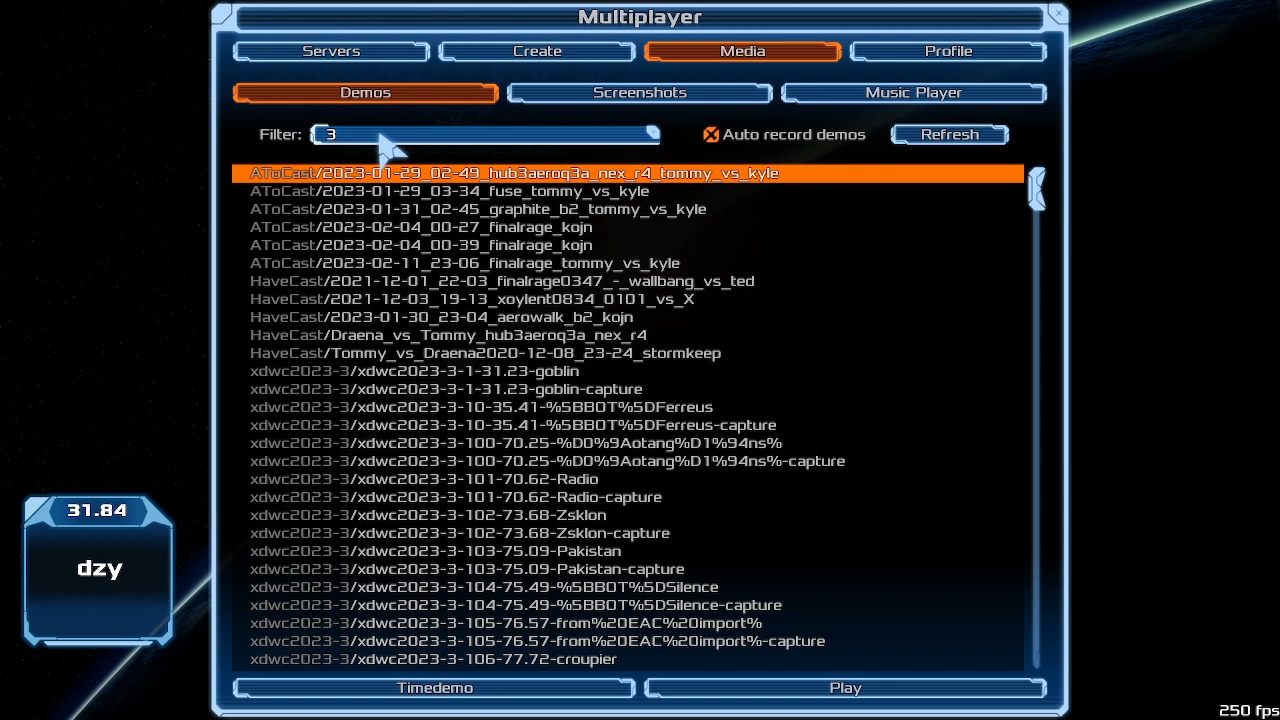 Multiplayer
Servers Create Media Profile
Demos Screenshots Music Player
Filter: 3 Auto record demos Refresh
AToCast/2023-01-29_02-49_hub3aeroq3a_nex_r4_tommy_vs_kyle
AToCast/2023-01-29_03-34_fuse_tommy_vs_kyle
AToCast/2023-01-31_02-45_graphite_b2_tommy_vs_kyle
AToCast/2023-02-04_00-27_finalrage_kojn
AToCast/2023-02-04_00-39_finalrage_kojn
AToCast/2023-02-11_23-06_finalrage_tommy_vs_kyle
HaveCast/2021-12-01_22-03_finalrage0347_-_wallbang_vs_ted
HaveCast/2021-12-03_19-13_xoylent0834_0101_vs_X
HaveCast/2023-01-30_23-04_aerowalk_b2_kojn
HaveCast/Draena_vs_Tommy_hub3aeroq3a_nex_r4
HaveCast/Tommy_vs_Draena2020-12-08_23-24_stormkeep
xdwc2023-3/xdwc2023-3-1-31.23-goblin
xdwc2023-3/xdwc2023-3-1-31.23-goblin-capture
xdwc2023-3/xdwc2023-3-10-35.41-%5BBOT%5DFerreus
xdwc2023-3/xdwc2023-3-10-35.41-%5BBOT%5DFerreus-capture
xdwc2023-3/xdwc2023-3-100-70.25-%D0%9Aotang%D1%94ns%
xdwc2023-3/xdwc2023-3-100-70.25-%D0%9Aotang%D1%94ns%-capture
xdwc2023-3/xdwc2023-3-101-70.62-Radio
xdwc2023-3/xdwc2023-3-101-70.62-Radio-capture
xdwc2023-3/xdwc2023-3-102-73.68-Zsklon
xdwc2023-3/xdwc2023-3-102-73.68-Zsklon-capture
xdwc2023-3/xdwc2023-3-103-75.09-Pakistan
xdwc2023-3/xdwc2023-3-103-75.09-Pakistan-capture
xdwc2023-3/xdwc2023-3-104-75.49-%5BBOT%5DSilence
xdwc2023-3/xdwc2023-3-104-75.49-%5BBOT%5DSilence-capture
xdwc2023-3/xdwc2023-3-105-76.57-from%20EAC%20import%
xdwc2023-3/xdwc2023-3-105-76.57-from%20EAC%20import%-capture
xdwc2023-3/xdwc2023-3-106-77.72-croupier
Timedemo Play
31.84
dzy
250 fps